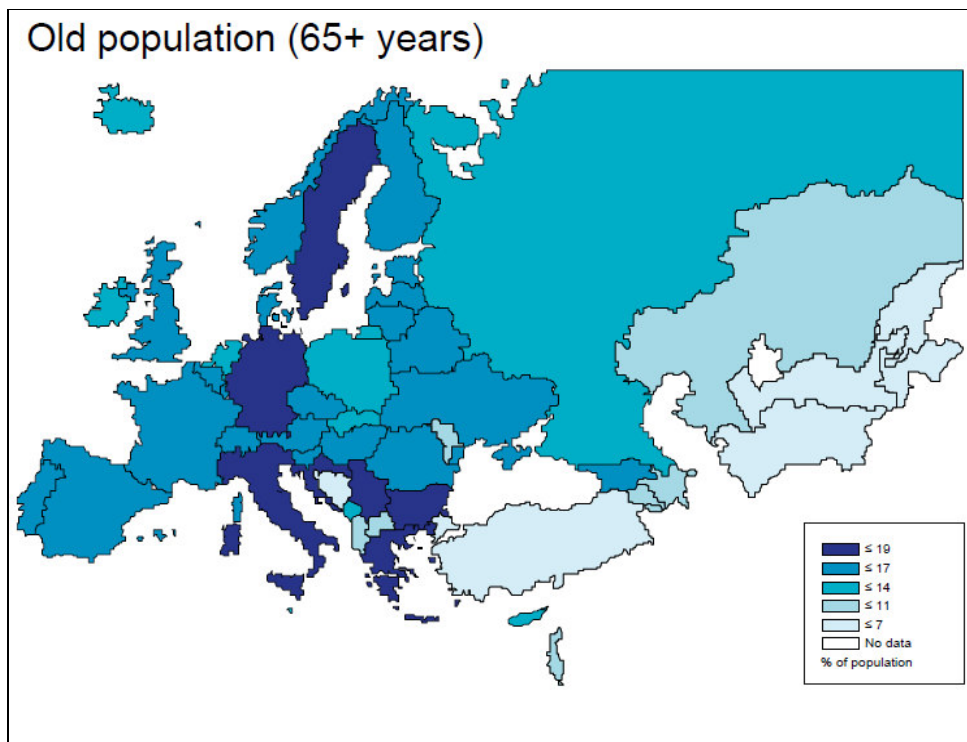 Old population (65+ years)
≤ 19
≤ 17
≤ 14
≤ 11
≤ 7
No data
% of population